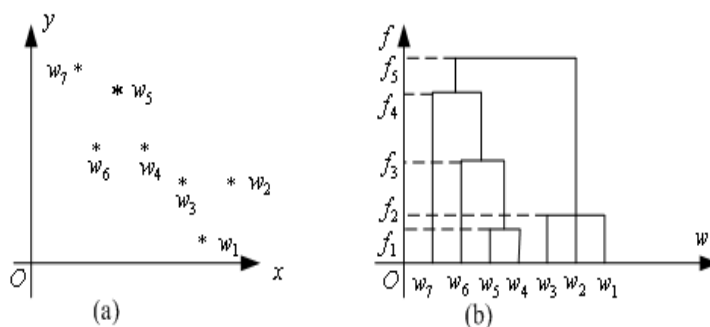 y
w₇ *
* w₅
* *
w₆ w₄
* * w₂
w₃
* w₁
O
x
(a)
f
f₅
f₄
f₃
f₂
f₁
w
O w₇ w₆ w₅ w₄ w₃ w₂ w₁
(b)